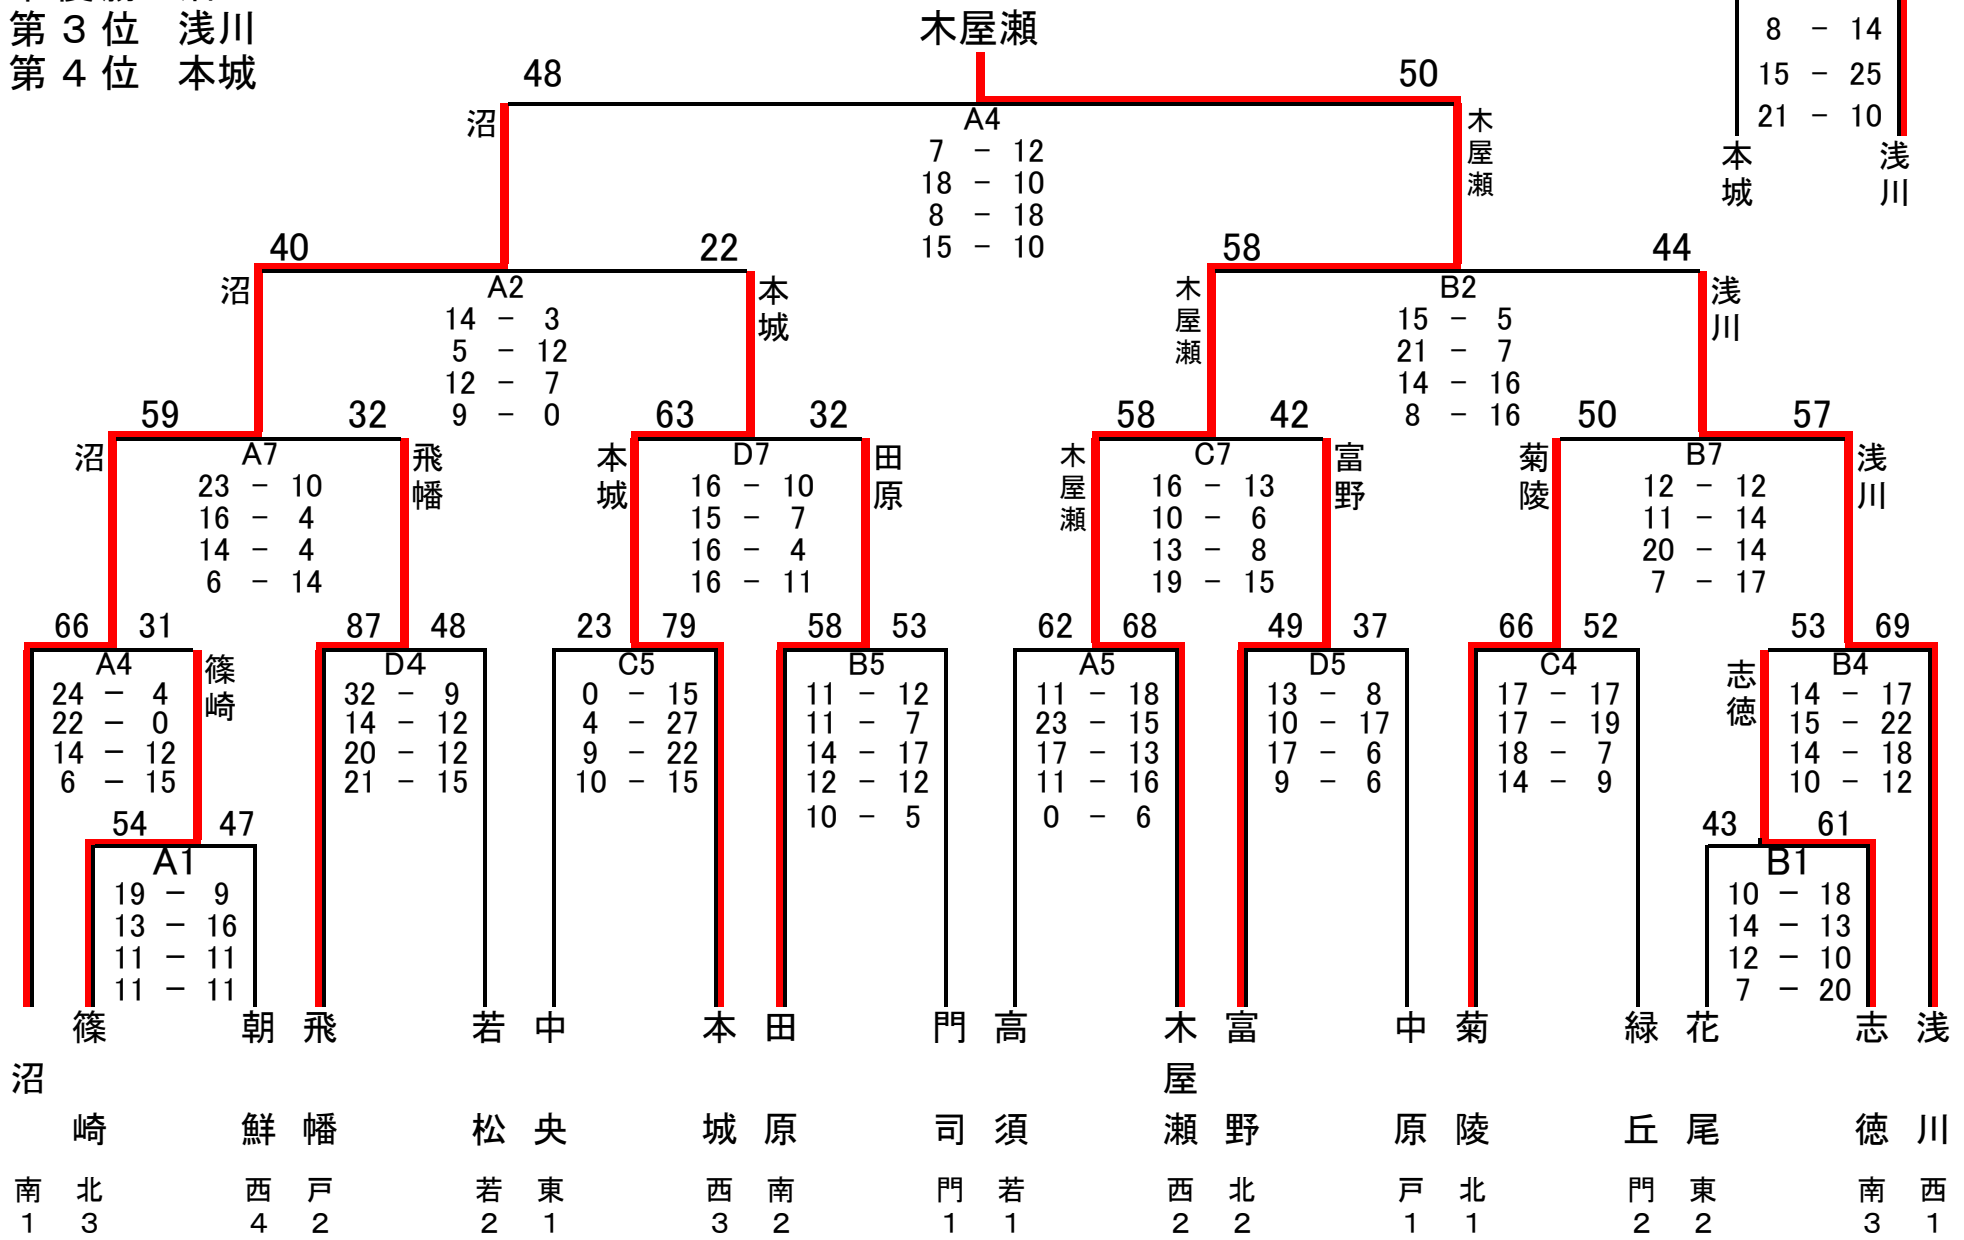 第３位 浅川
第４位 本城
木屋瀬
8 － 14
15 － 25
21 － 10
本城
浅川
48
50
沼
木屋瀬
A4
7 － 12
18 － 10
8 － 18
15 － 10
40
22
沼
本城
A2
14 － 3
5 － 12
12 － 7
9 － 0
58
44
木屋瀬
浅川
B2
15 － 5
21 － 7
14 － 16
8 － 16
59
32
沼
飛幡
A7
23 － 10
16 － 4
14 － 4
6 － 14
63
32
本城
田原
D7
16 － 10
15 － 7
16 － 4
16 － 11
58
42
木屋瀬
富野
C7
16 － 13
10 － 6
13 － 8
19 － 15
50
57
菊陵
浅川
B7
12 － 12
11 － 14
20 － 14
7 － 17
66
31
A4
篠崎
24 － 4
22 － 0
14 － 12
6 － 15
87
48
D4
32 － 9
14 － 12
20 － 12
21 － 15
23
79
C5
0 － 15
4 － 27
9 － 22
10 － 15
58
53
B5
11 － 12
11 － 7
14 － 17
12 － 12
10 － 5
62
68
A5
11 － 18
23 － 15
17 － 13
11 － 16
0 － 6
49
37
D5
13 － 8
10 － 17
17 － 6
9 － 6
66
52
C4
17 － 17
17 － 19
18 － 7
14 － 9
53
69
志徳
B4
14 － 17
15 － 22
14 － 18
10 － 12
54
47
A1
19 － 9
13 － 16
11 － 11
11 － 11
43
61
B1
10 － 18
14 － 13
12 － 10
7 － 20
沼
南1
篠崎
北3
朝鮮
西4
飛幡
戸2
若松
若2
中央
東1
本城
西3
田原
南2
門司
門1
高須
若1
木屋瀬
西2
富野
北2
中原
戸1
菊陵
北1
緑丘
門2
花尾
東2
志徳
南3
浅川
西1